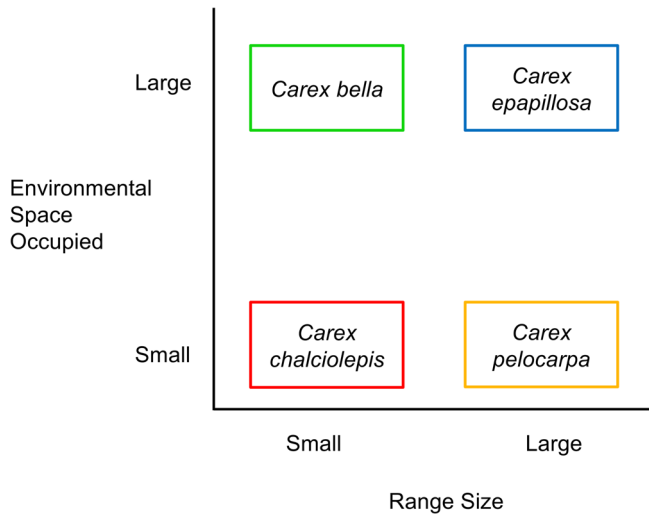 Large
Carex bella
Carex
epapillosa
Environmental
Space
Occupied
Small
Carex
chalciolepis
Carex
pelocarpa
Small
Large
Range Size